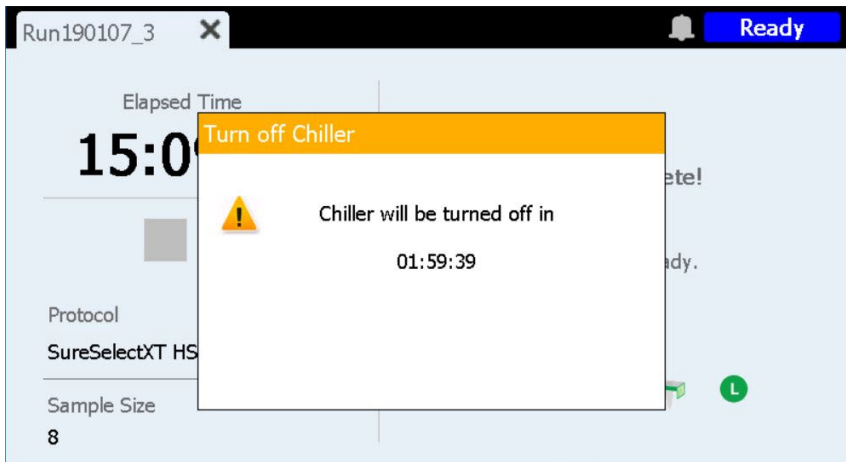 Run190107_3
Ready
Elapsed Time
15:0
Turn off Chiller
Chiller will be turned off in
01:59:39
ete!
ady.
Protocol
SureSelectXT HS
Sample Size
8
L